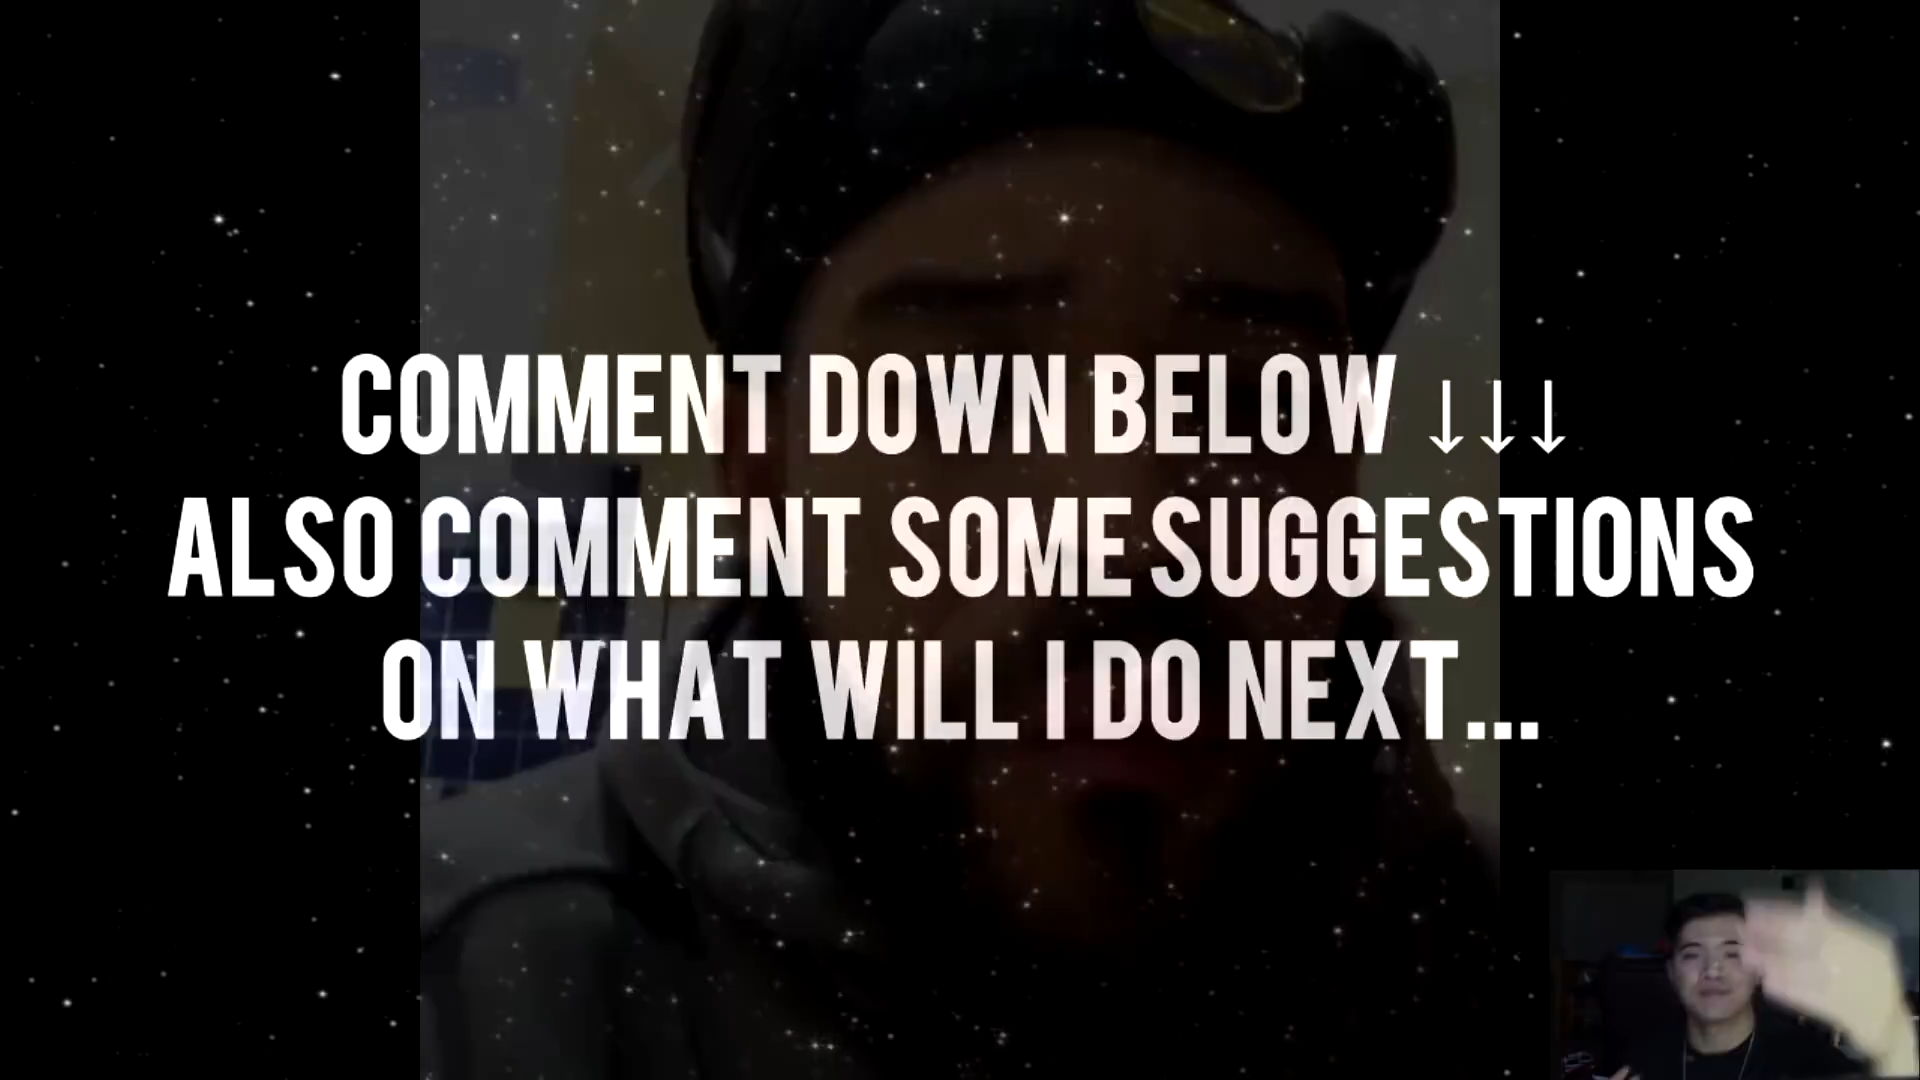 COMMENT DOWN BELOW ↓↓↓
ALSO COMMENT SOME SUGGESTIONS
ON WHAT WILL I DO NEXT...